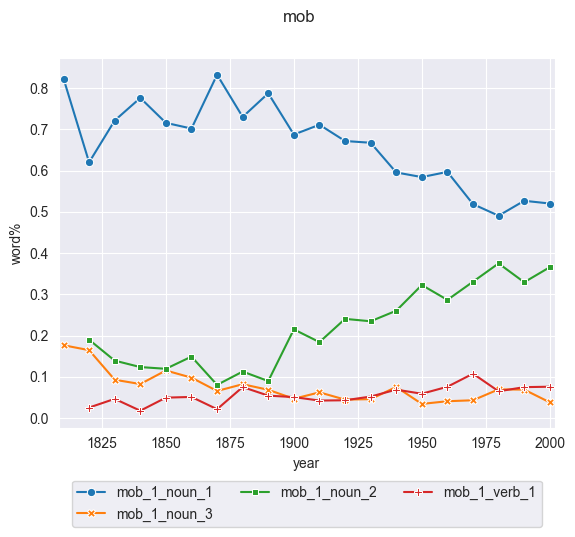 mob
0.8
0.7
0.6
0.5
0.4
0.3
0.2
0.1
0.0
word%
1825 1850 1875 1900 1925 1950 1975 2000
year
mob_1_noun_1 mob_1_noun_2 mob_1_verb_1
mob_1_noun_3